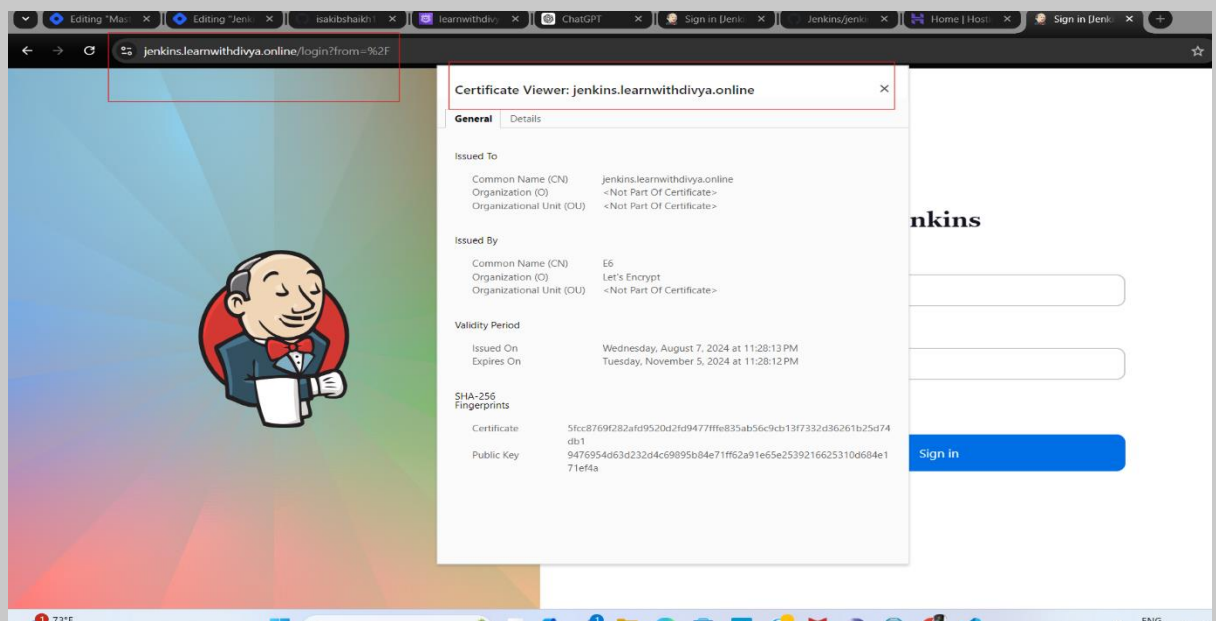 Editing "Mast
Editing "Jenki
isakibshaikh1
learnwithdivy
ChatGPT
Sign in [Jenki
Jenkins/jenki
Home | Hosti
Sign in [Jenki
jenkins.learnwithdivya.online/login?from=%2F
Certificate Viewer: jenkins.learnwithdivya.online
General Details
Issued To
Common Name (CN) jenkins.learnwithdivya.online
Organization (O) <Not Part Of Certificate>
Organizational Unit (OU) <Not Part Of Certificate>
nkins
Issued By
Common Name (CN) E6
Organization (O) Let's Encrypt
Organizational Unit (OU) <Not Part Of Certificate>
Validity Period
Issued On Wednesday, August 7, 2024 at 11:28:13 PM
Expires On Tuesday, November 5, 2024 at 11:28:12 PM
SHA-256
Fingerprints
Certificate 5fcc8769f282afd9520d2fd9477fffe835ab56c9cb13f7332d36261b25d74
db1
Public Key 9476954d63d232d4c69895b84e71ff62a91e65e2539216625310d684e1
71ef4a
Sign in
73°F
ENG